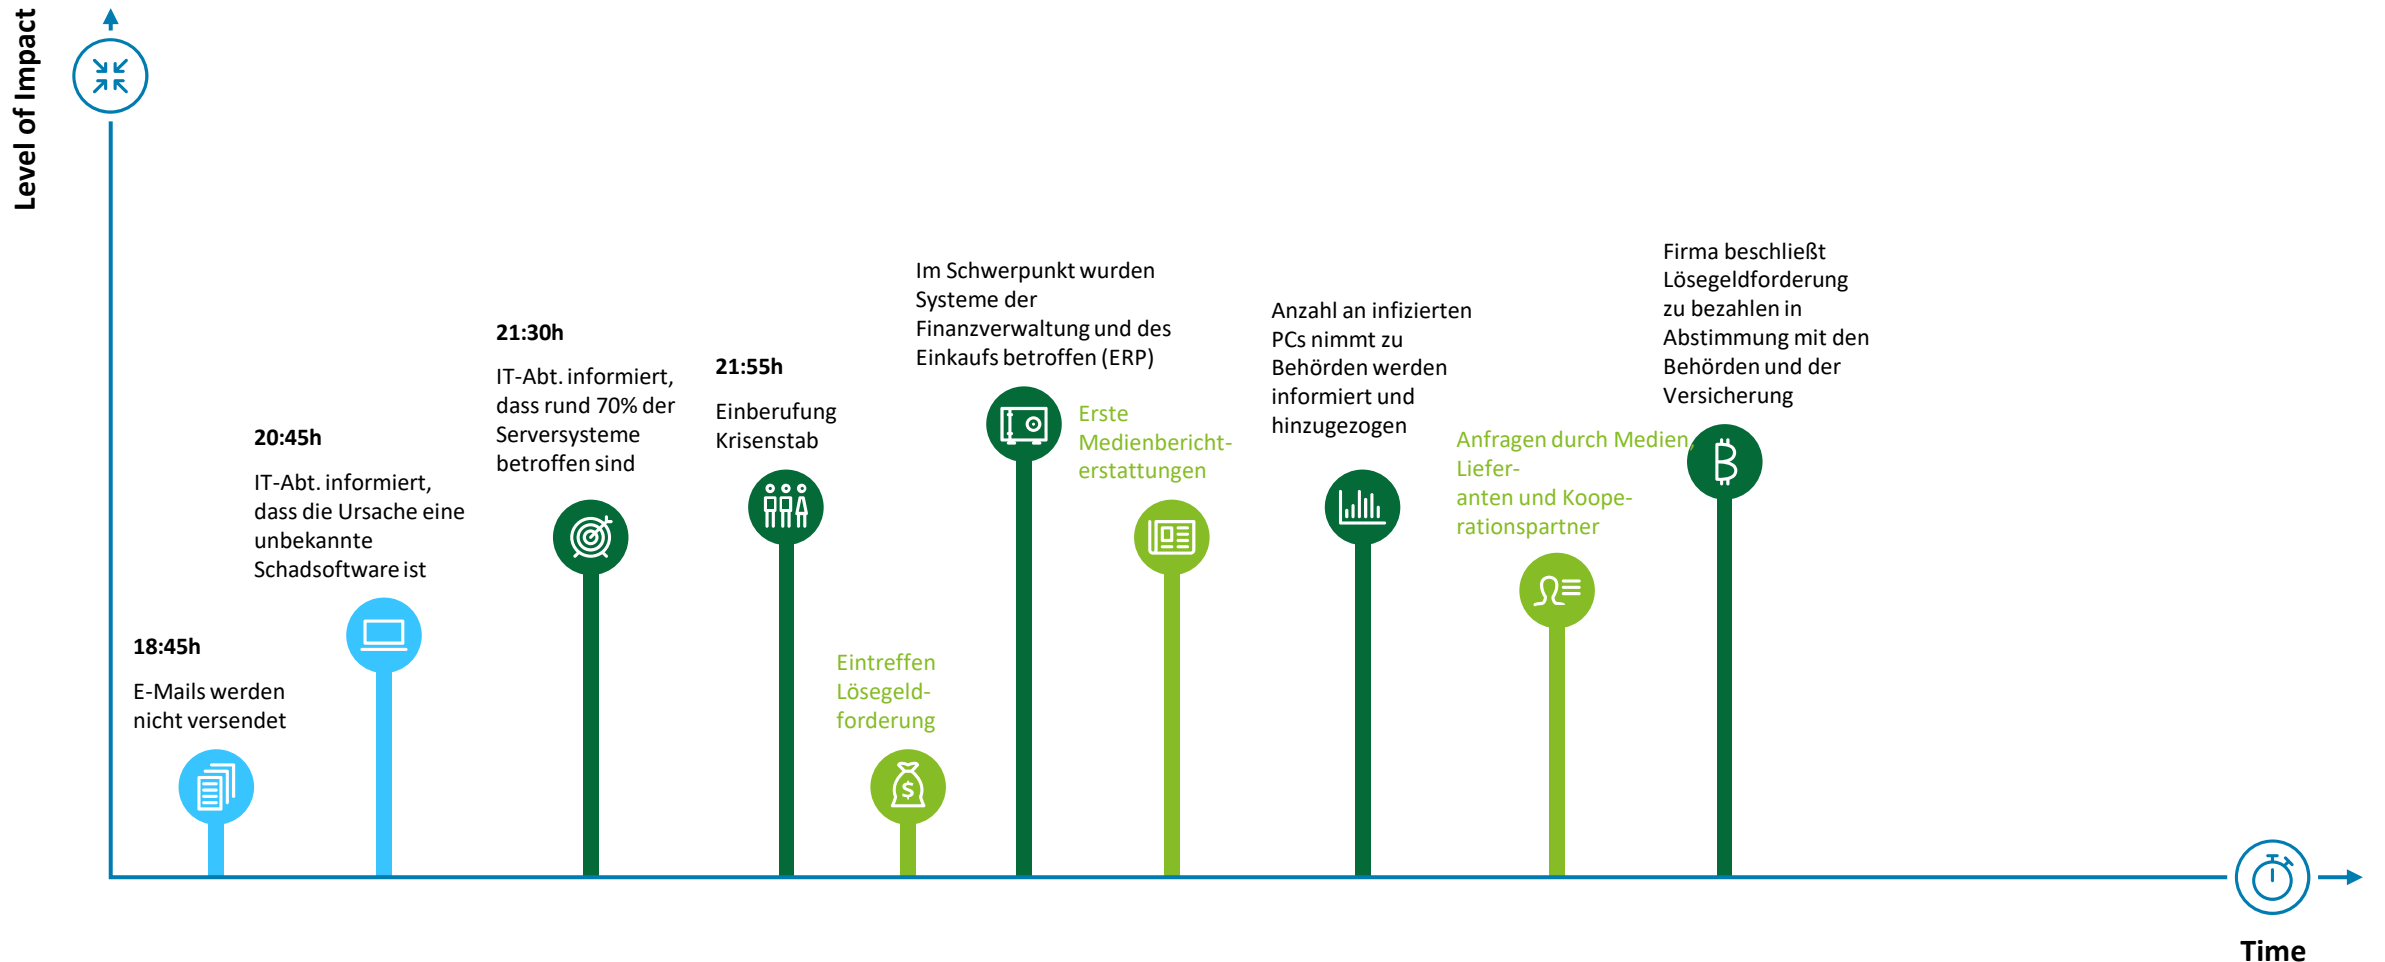 Level of Impact
18:45h
E-Mails werden
nicht versendet
20:45h
IT-Abt. informiert,
dass die Ursache eine
unbekannte
Schadsoftware ist
21:30h
IT-Abt. informiert,
dass rund 70% der
Serversysteme
betroffen sind
21:55h
Einberufung
Krisenstab
Eintreffen
Lösegeld-
forderung
$
Im Schwerpunkt wurden
Systeme der
Finanzverwaltung und des
Einkaufs betroffen (ERP)
Erste
Medienbericht-
erstattungen
Anzahl an infizierten
PCs nimmt zu
Behörden werden
informiert und
hinzugezogen
Anfragen durch Medien,
Liefer-
anten und Koope-
rationspartner
Firma beschließt
Lösegeldforderung
zu bezahlen in
Abstimmung mit den
Behörden und der
Versicherung
Time